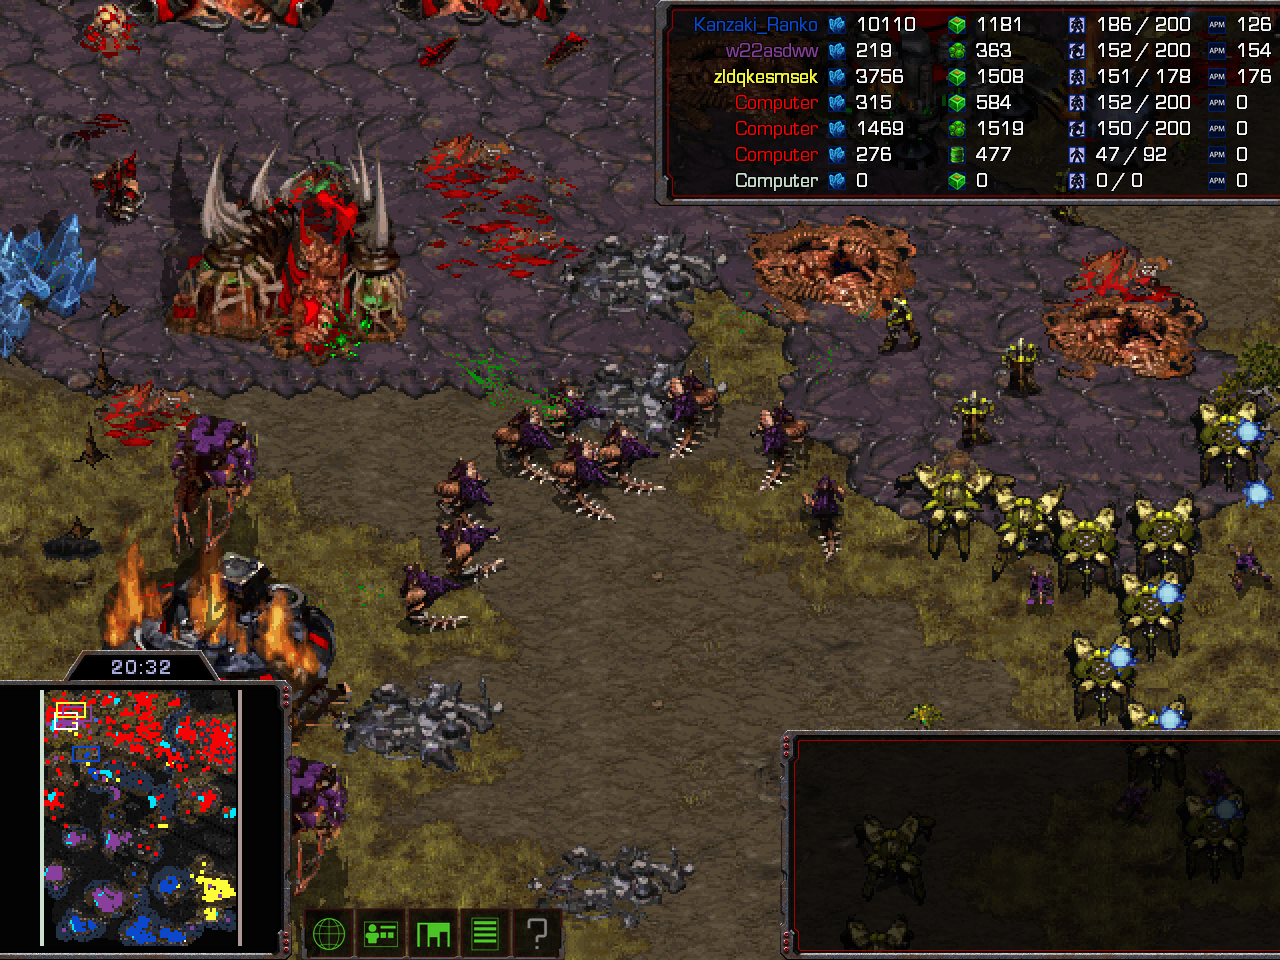 Kanzaki_Ranko 10110 1181 186 / 200 APM 126
w22asdww 219 363 152 / 200 APM 154
zldqkesmsek 3756 1508 151 / 178 APM 176
Computer 315 584 152 / 200 APM 0
Computer 1469 1519 150 / 200 APM 0
Computer 276 477 47 / 92 APM 0
Computer 0 0 0 / 0 APM 0
20:32
?